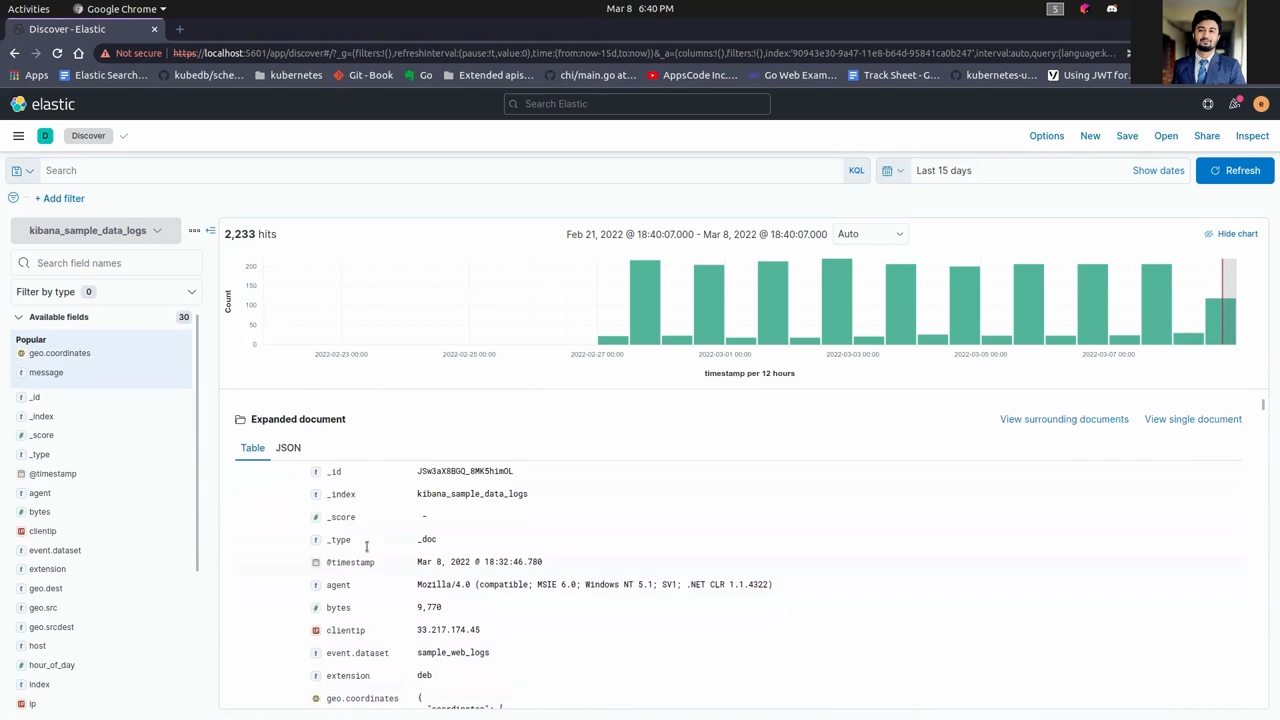 Activities Google Chrome Mar 8 6:40 PM 5
Discover - Elastic
Not secure https://localhost:5601/app/discover#/?_g=(filters:!(),refreshInterval:(pause:!t,value:0),time:(from:now-15d,to:now))&_a=(columns:!(),filters:!(),index:'90943e30-9a47-11e8-b64d-95841ca0b247',interval:auto,query:(language:k...
Apps Elastic Search... kubedb/sche... kubernetes Git - Book Go Extended apis... chi/main.go at... AppsCode Inc.... Go Web Exam... Track Sheet - G... kubernetes-u... Using JWT for
elastic Search Elastic e
D Discover Options New Save Open Share Inspect
Search KQL Last 15 days Show dates Refresh
+ Add filter
kibana_sample_data_logs
Search field names
Filter by type 0
Available fields 30
Popular
geo.coordinates
message
_id
_index
_score
_type
@timestamp
agent
bytes
clientip
event.dataset
extension
geo.dest
geo.src
geo.srcdest
host
hour_of_day
index
ip
2,233 hits Feb 21, 2022 @ 18:40:07.000 - Mar 8, 2022 @ 18:40:07.000 Auto Hide chart
200
150
100
50
0
Count
2022-02-23 00:00 2022-02-25 00:00 2022-02-27 00:00 2022-03-01 00:00 2022-03-03 00:00 2022-03-05 00:00 2022-03-07 00:00
timestamp per 12 hours
Expanded document View surrounding documents View single document
Table JSON
t _id JSw3aX8BGQ_8MK5himOL
t _index kibana_sample_data_logs
# _score -
t _type _doc
@timestamp Mar 8, 2022 @ 18:32:46.780
t agent Mozilla/4.0 (compatible; MSIE 6.0; Windows NT 5.1; SV1; .NET CLR 1.1.4322)
# bytes 9,770
IP clientip 33.217.174.45
t event.dataset sample_web_logs
t extension deb
geo.coordinates {
"coordinates": [